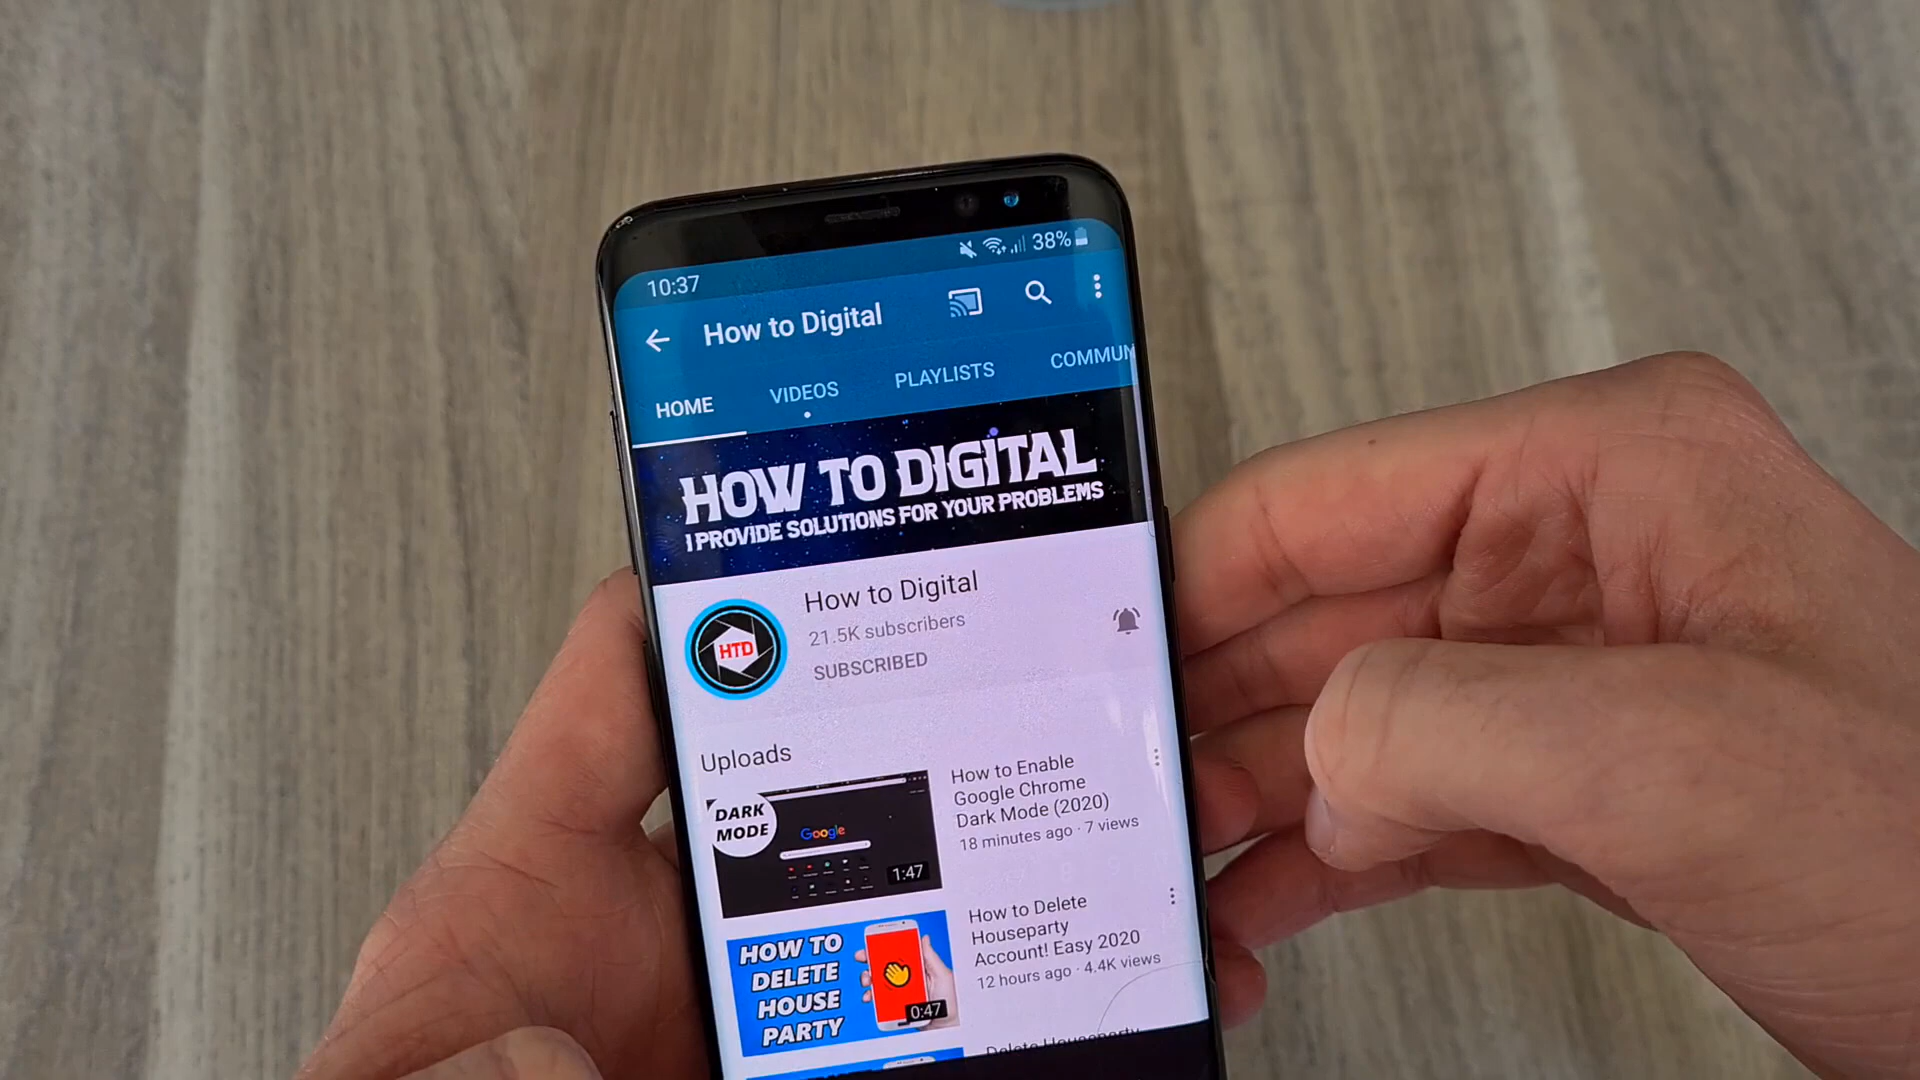 10:37
38%
How to Digital
HOME
VIDEOS
PLAYLISTS
COMMUN
HOW TO DIGITAL
I PROVIDE SOLUTIONS FOR YOUR PROBLEMS
HTD
How to Digital
21.5K subscribers
SUBSCRIBED
Uploads
DARK
MODE
Google
1:47
How to Enable
Google Chrome
Dark Mode (2020)
18 minutes ago · 7 views
HOW TO
DELETE
HOUSE
PARTY
0:47
How to Delete
Houseparty
Account! Easy 2020
12 hours ago · 4.4K views
Delete Houseparty